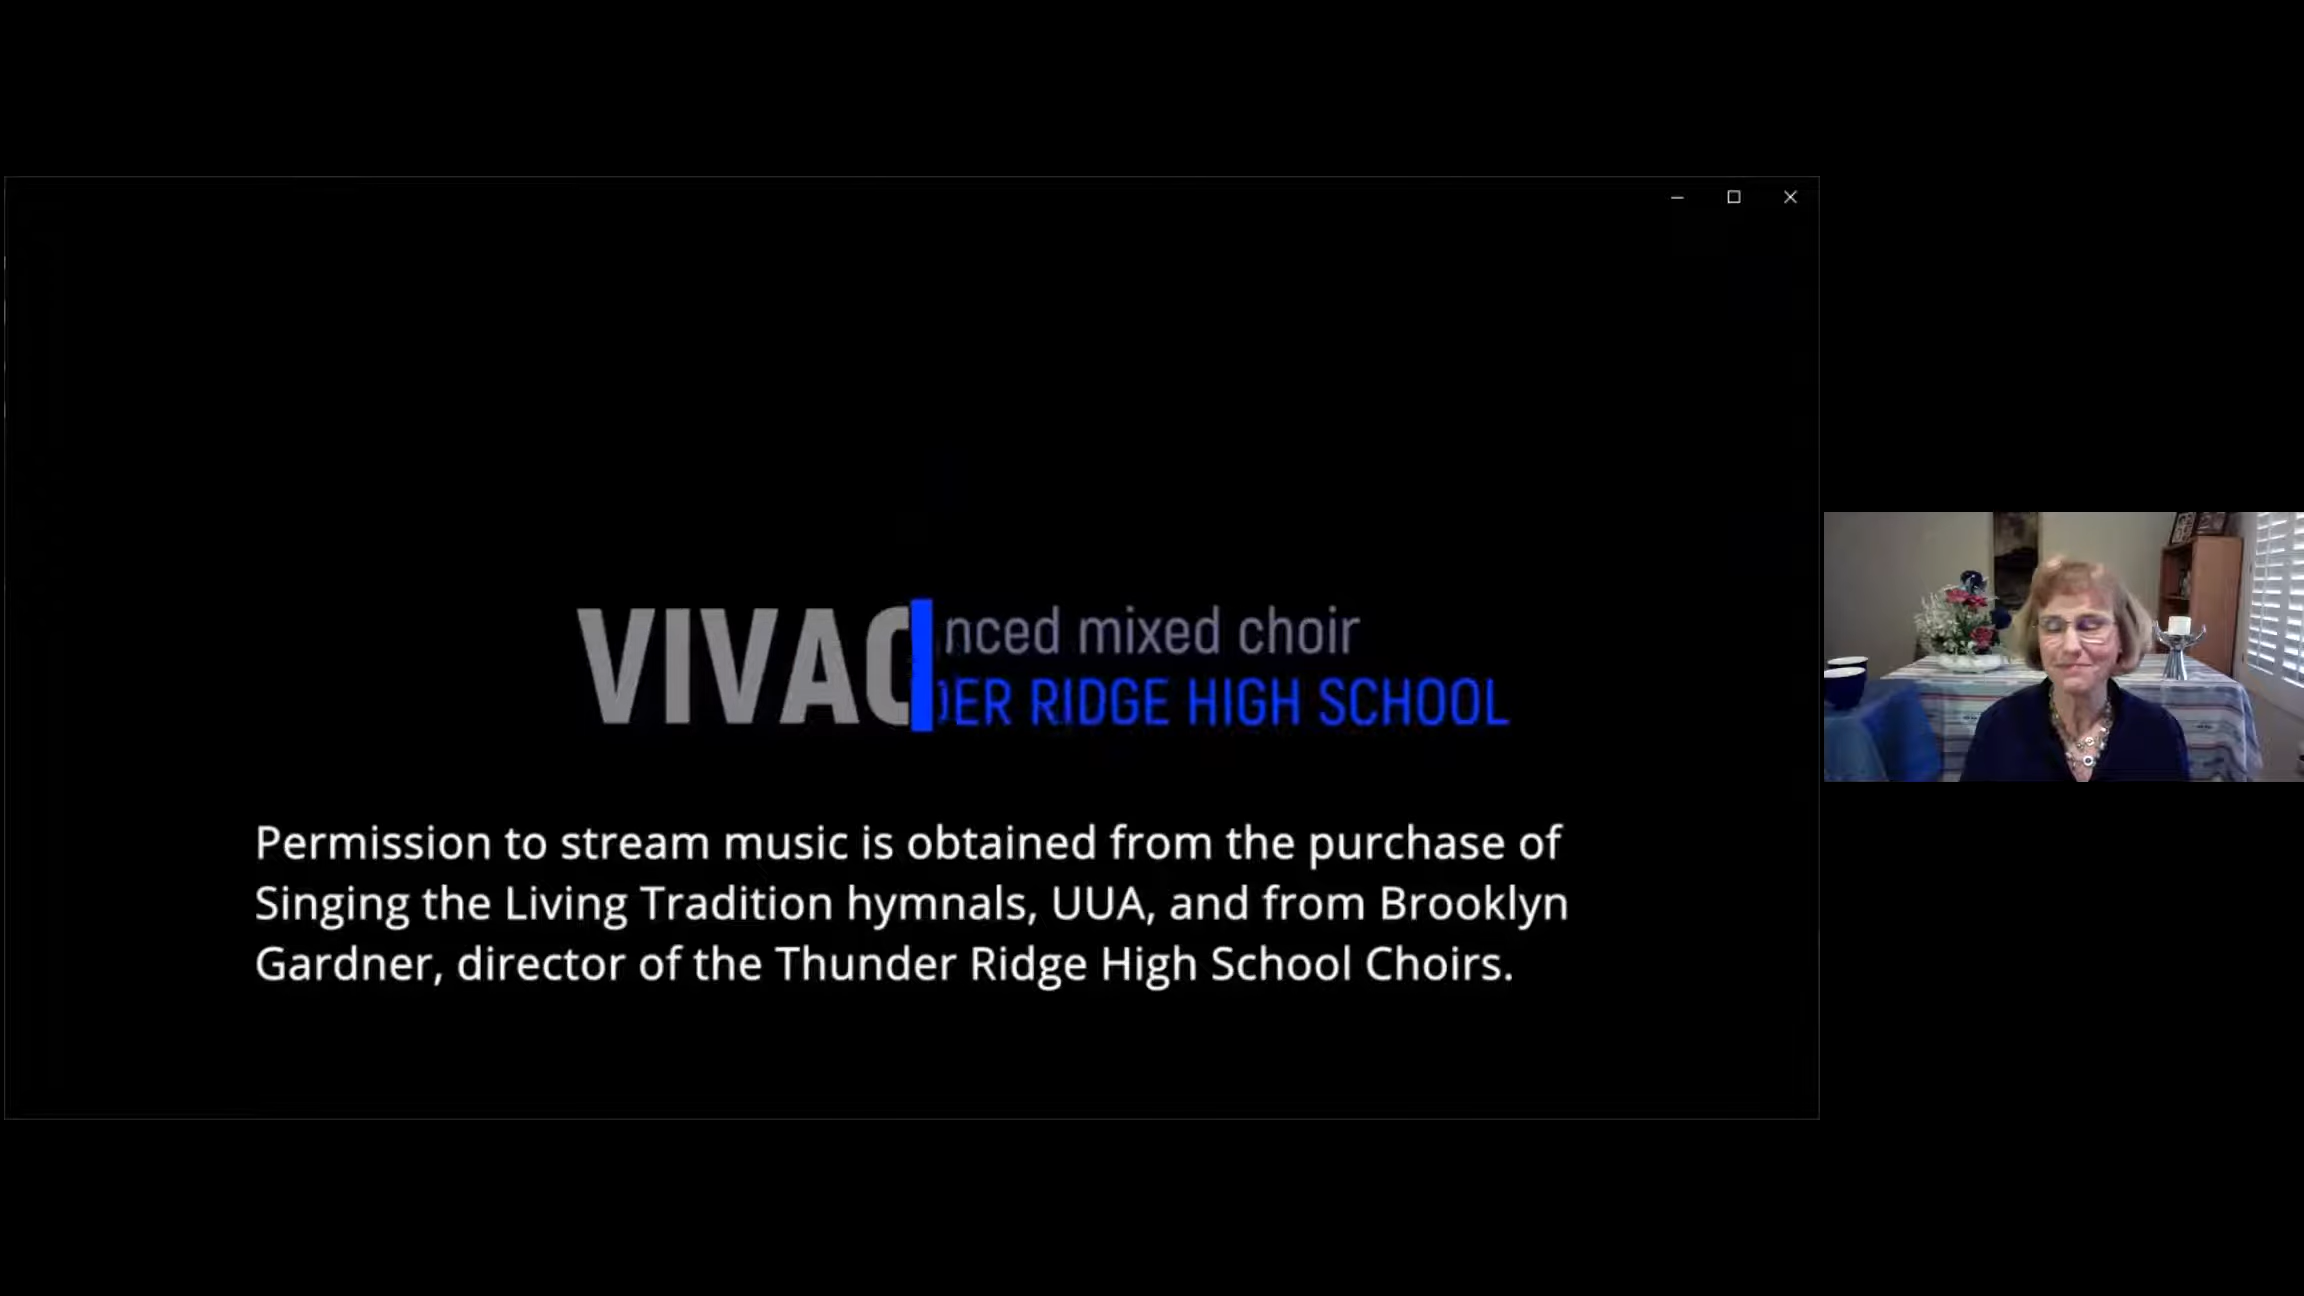 VIVAC
nced mixed choir
DER RIDGE HIGH SCHOOL
Permission to stream music is obtained from the purchase of
Singing the Living Tradition hymnals, UUA, and from Brooklyn
Gardner, director of the Thunder Ridge High School Choirs.